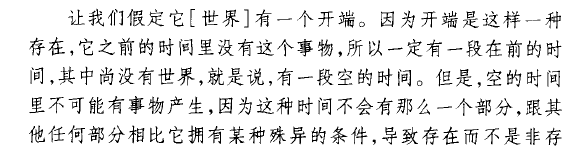 让我们假定它[世界]有一个开端。因为开端是这样一种
存在,它之前的时间里没有这个事物,所以一定有一段在前的时
间,其中尚没有世界,就是说,有一段空的时间。但是,空的时间
里不可能有事物产生,因为这种时间不会有那么一个部分,跟其
他任何部分相比它拥有某种殊异的条件,导致存在而不是非存